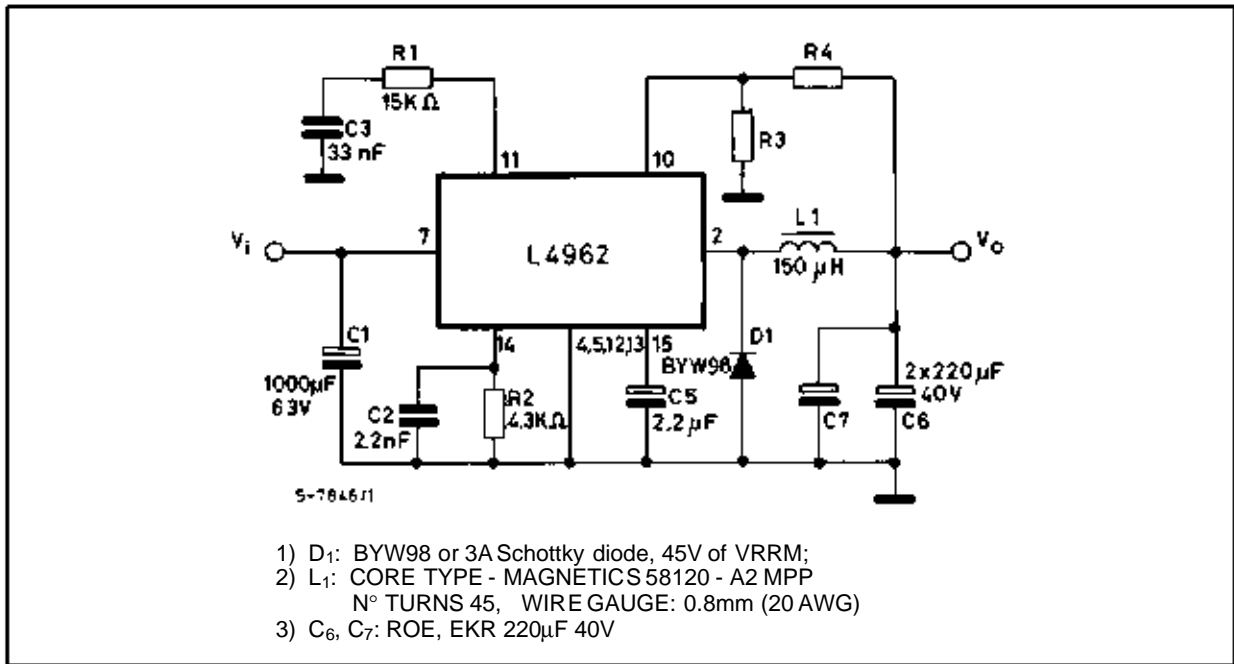 R1
15KΩ
C3
33 nF
11
10
R4
R3
Vi
7
L4962
2
L1
150 μH
Vo
C1
1000μF
63V
14
4,5,12,13
15
C2
2.2nF
R2
4.3KΩ
C5
2.2μF
D1
BYW98
C7
C6
2x220μF
40V
S-7846/1
1) D1: BYW98 or 3A Schottky diode, 45V of VRRM;
2) L1: CORE TYPE - MAGNETICS 58120 - A2 MPP
N° TURNS 45, WIRE GAUGE: 0.8mm (20 AWG)
3) C6, C7: ROE, EKR 220μF 40V